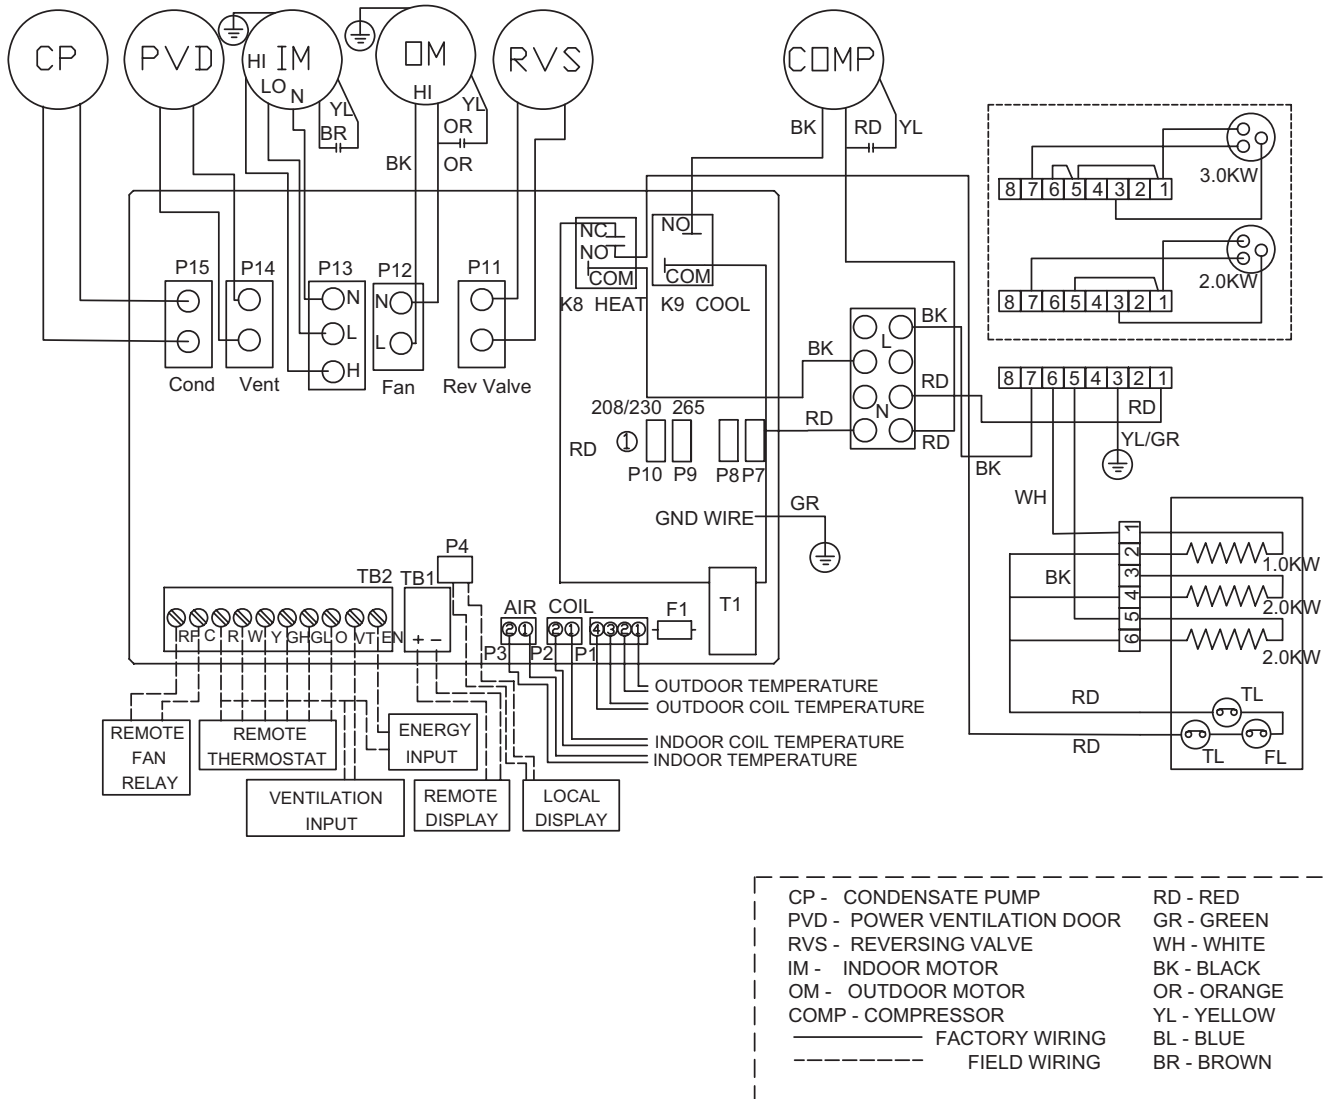 CP PVD IM OM RVS COMP
HI LO N YL BR
HI OR YL OR BK
BK RD YL
3.0KW
8 7 6 5 4 3 2 1
2.0KW
8 7 6 5 4 3 2 1
P15 P14 P13 P12 P11
N L H
N L
Cond Vent Fan Rev Valve
NC NO COM
NO COM
K8 HEAT K9 COOL
BK
L
BK
RD
N
RD
RD
8 7 6 5 4 3 2 1
RD
YL/GR
BK
WH
208/230 265
RD 1
P10 P9 P8 P7
GND WIRE GR
P4
TB2 TB1
RF C R W Y GH GL O VT EN
+ -
AIR COIL F1 T1
2 1 2 1 4 3 2 1
P3 P2 P1
1 2 3 4 5 6
BK
1.0KW
2.0KW
2.0KW
RD
TL
RD
TL FL
OUTDOOR TEMPERATURE
OUTDOOR COIL TEMPERATURE
INDOOR COIL TEMPERATURE
INDOOR TEMPERATURE
REMOTE
FAN
RELAY
REMOTE
THERMOSTAT
ENERGY
INPUT
VENTILATION
INPUT
REMOTE
DISPLAY
LOCAL
DISPLAY
CP - CONDENSATE PUMP RD - RED
PVD - POWER VENTILATION DOOR GR - GREEN
RVS - REVERSING VALVE WH - WHITE
IM - INDOOR MOTOR BK - BLACK
OM - OUTDOOR MOTOR OR - ORANGE
COMP - COMPRESSOR YL - YELLOW
FACTORY WIRING BL - BLUE
FIELD WIRING BR - BROWN